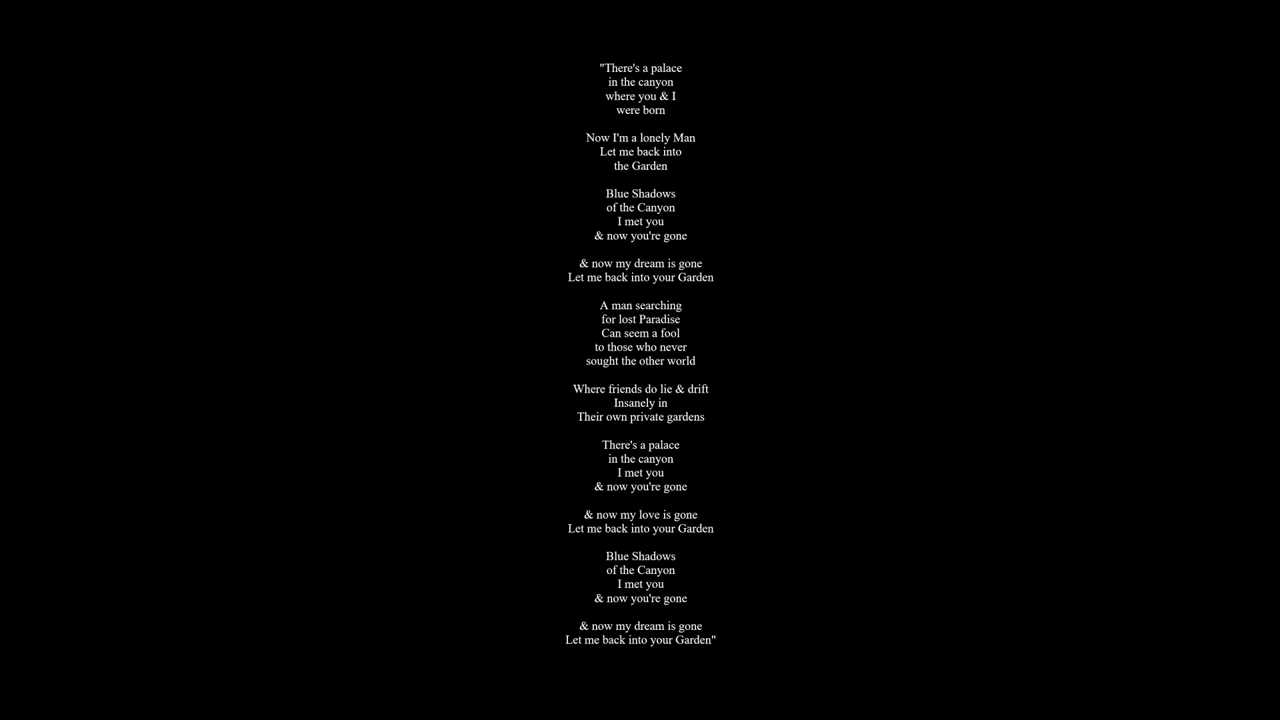 "There's a palace
in the canyon
where you & I
were born
Now I'm a lonely Man
Let me back into
the Garden
Blue Shadows
of the Canyon
I met you
& now you're gone
& now my dream is gone
Let me back into your Garden
A man searching
for lost Paradise
Can seem a fool
to those who never
sought the other world
Where friends do lie & drift
Insanely in
Their own private gardens
There's a palace
in the canyon
I met you
& now you're gone
& now my love is gone
Let me back into your Garden
Blue Shadows
of the Canyon
I met you
& now you're gone
& now my dream is gone
Let me back into your Garden"